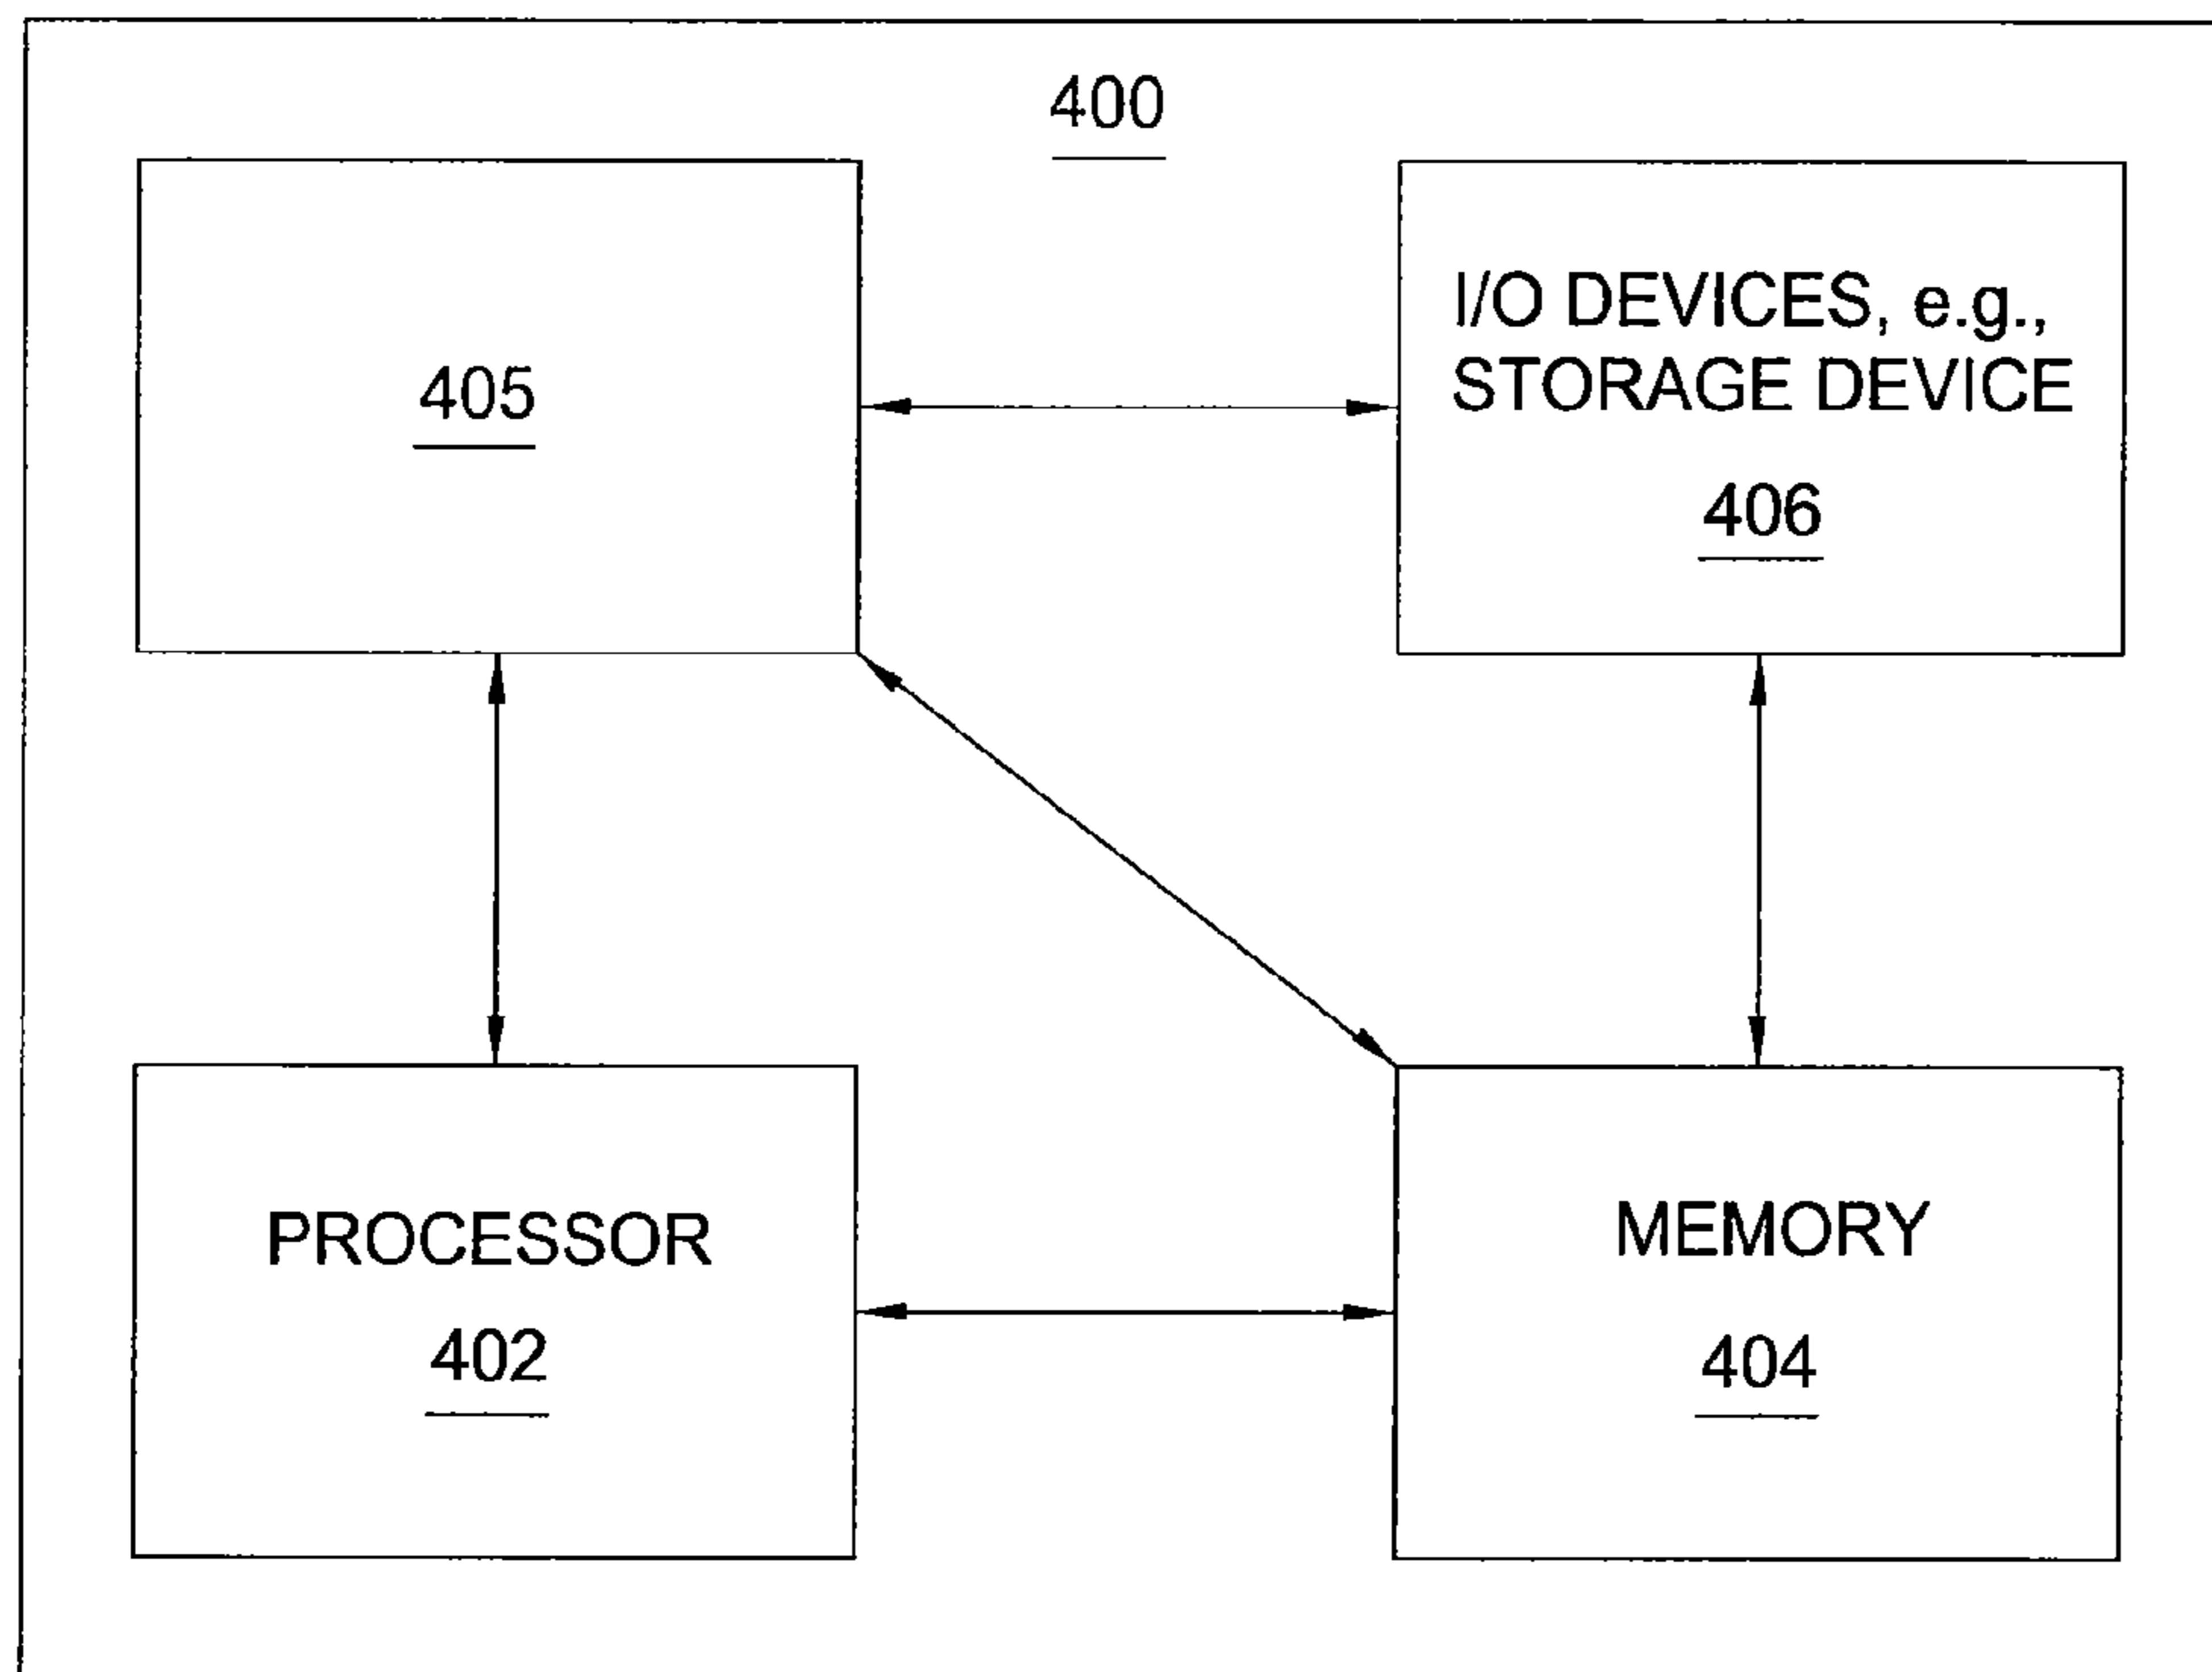 400
405
I/O DEVICES, e.g.,
STORAGE DEVICE
406
PROCESSOR
402
MEMORY
404